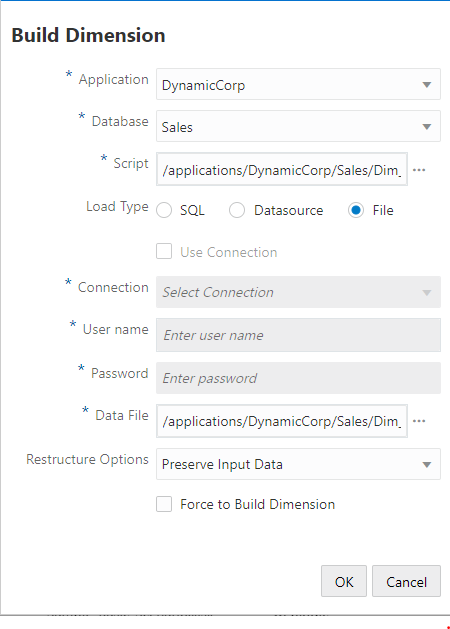 Build Dimension
* Application DynamicCorp
* Database Sales
* Script /applications/DynamicCorp/Sales/Dim_ ...
Load Type SQL Datasource File
Use Connection
* Connection Select Connection
* User name Enter user name
* Password Enter password
* Data File /applications/DynamicCorp/Sales/Dim_ ...
Restructure Options Preserve Input Data
Force to Build Dimension
OK Cancel